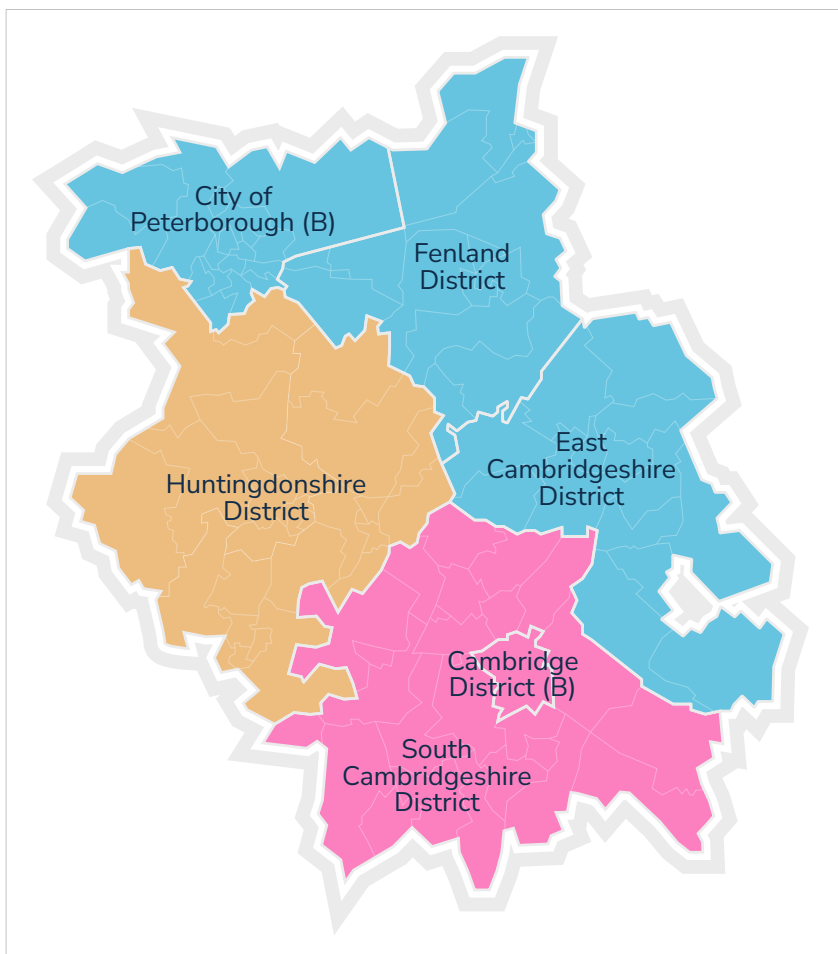 City of
Peterborough (B)
Fenland
District
East
Cambridgeshire
District
Huntingdonshire
District
Cambridge
District (B)
South
Cambridgeshire
District